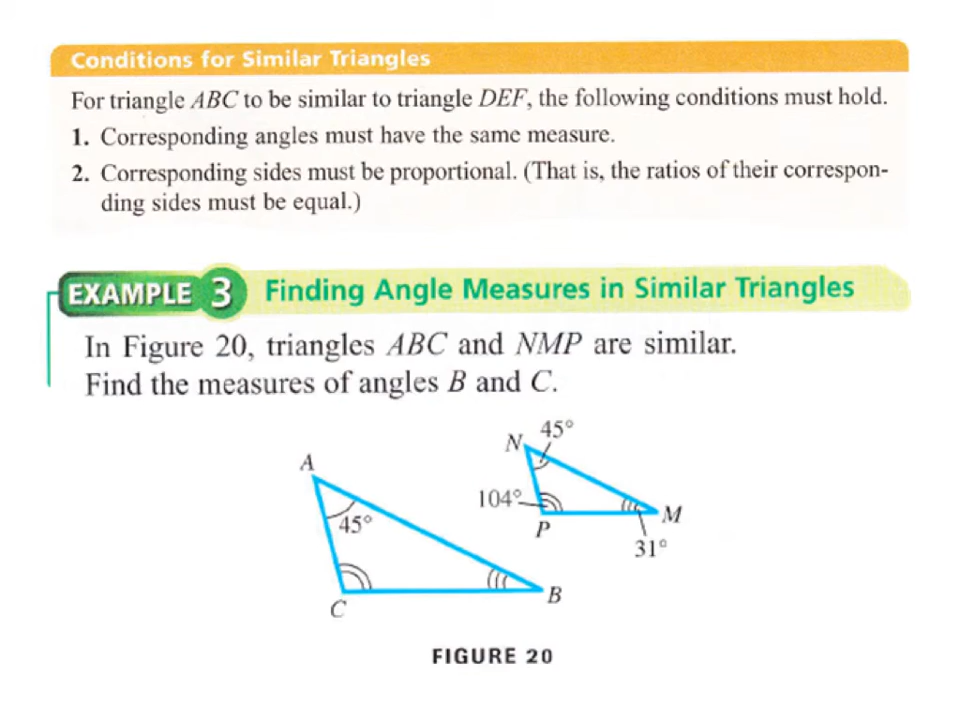 Conditions for Similar Triangles
For triangle ABC to be similar to triangle DEF, the following conditions must hold.
1. Corresponding angles must have the same measure.
2. Corresponding sides must be proportional. (That is, the ratios of their correspon-
ding sides must be equal.)
EXAMPLE 3 Finding Angle Measures in Similar Triangles
In Figure 20, triangles ABC and NMP are similar.
Find the measures of angles B and C.
45°
N
A
104°
45°
P
M
31°
B
C
FIGURE 20